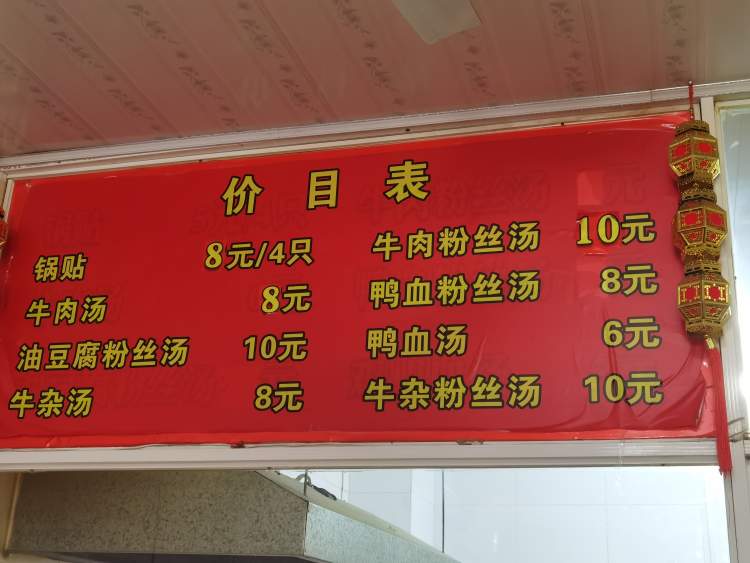 价目表
锅贴 8元/4只 牛肉粉丝汤 10元
牛肉汤 8元 鸭血粉丝汤 8元
油豆腐粉丝汤 10元 鸭血汤 6元
牛杂汤 8元 牛杂粉丝汤 10元